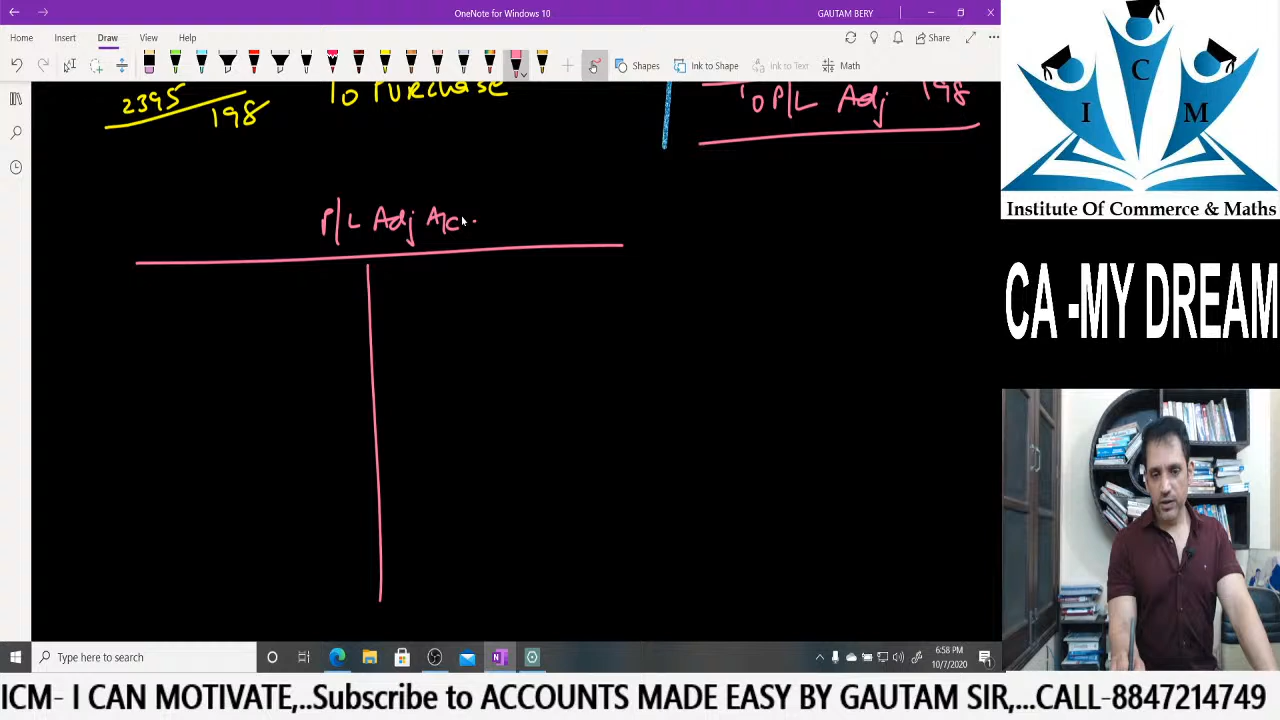 OneNote for Windows 10
GAUTAM BERY
Home Insert Draw View Help
Share
Shapes Ink to Shape Ink to Text Math
2395
198
To Purchase
To P/L Adj 198
P/L Adj A/c
I C M
Institute Of Commerce & Maths
CA -MY DREAM
Type here to search
6:58 PM
10/7/2020
ICM- I CAN MOTIVATE,..Subscribe to ACCOUNTS MADE EASY BY GAUTAM SIR,...CALL-8847214749